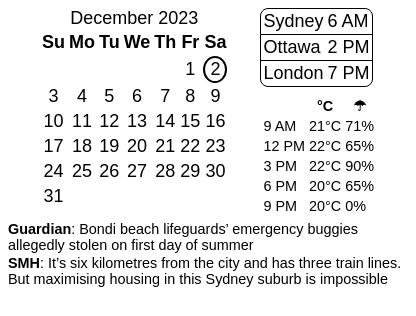 December 2023
Su Mo Tu We Th Fr Sa
1 2
3 4 5 6 7 8 9
10 11 12 13 14 15 16
17 18 19 20 21 22 23
24 25 26 27 28 29 30
31
Sydney 6 AM
Ottawa 2 PM
London 7 PM
°C ☂
9 AM 21°C 71%
12 PM 22°C 65%
3 PM 22°C 90%
6 PM 20°C 65%
9 PM 20°C 0%
Guardian: Bondi beach lifeguards’ emergency buggies
allegedly stolen on first day of summer
SMH: It’s six kilometres from the city and has three train lines.
But maximising housing in this Sydney suburb is impossible